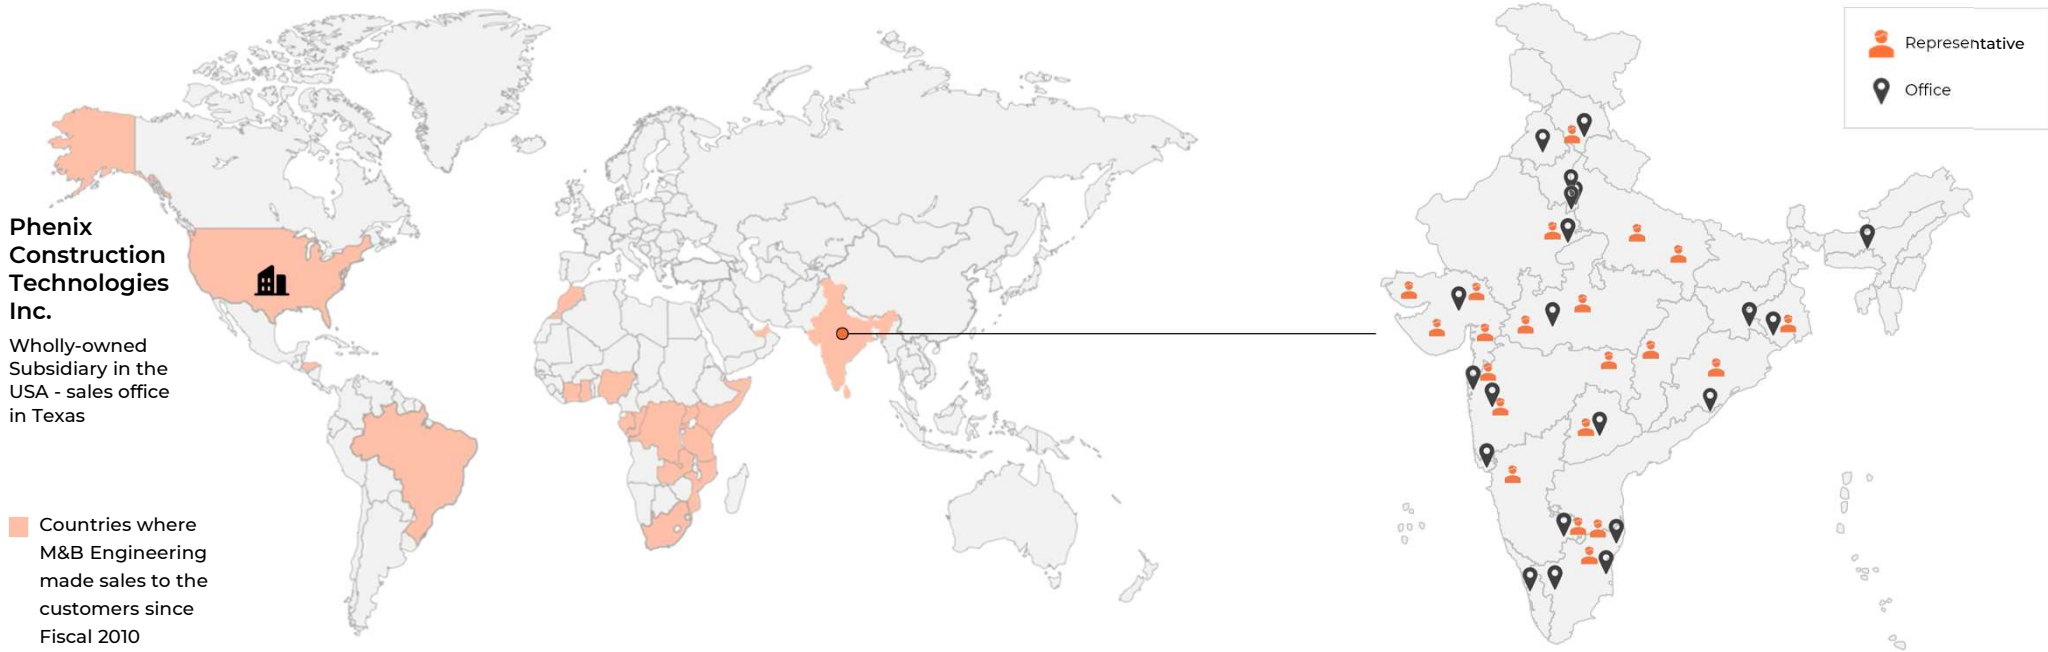 Phenix
Construction
Technologies
Inc.
Wholly-owned
Subsidiary in the
USA - sales office
in Texas
Countries where
M&B Engineering
made sales to the
customers since
Fiscal 2010
Representative
Office